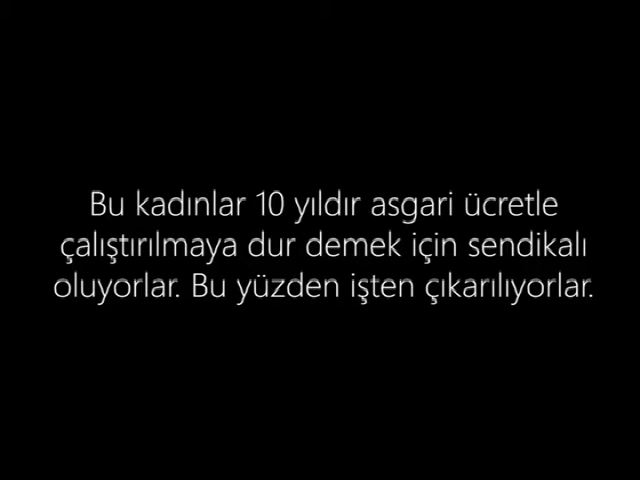 Bu kadınlar 10 yıldır asgari ücretle
çalıştırılmaya dur demek için sendikalı
oluyorlar. Bu yüzden işten çıkarılıyorlar.